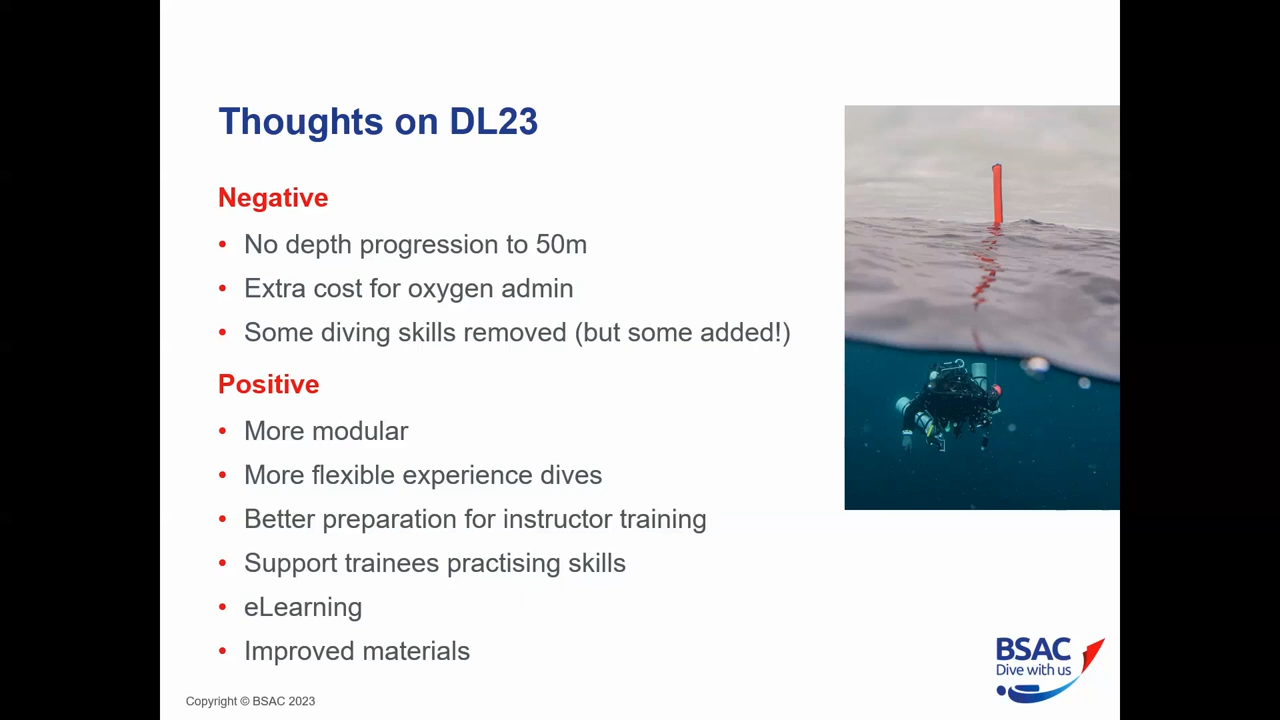 Thoughts on DL23
Negative
• No depth progression to 50m
• Extra cost for oxygen admin
• Some diving skills removed (but some added!)
Positive
• More modular
• More flexible experience dives
• Better preparation for instructor training
• Support trainees practising skills
• eLearning
• Improved materials
BSAC
Dive with us
Copyright © BSAC 2023